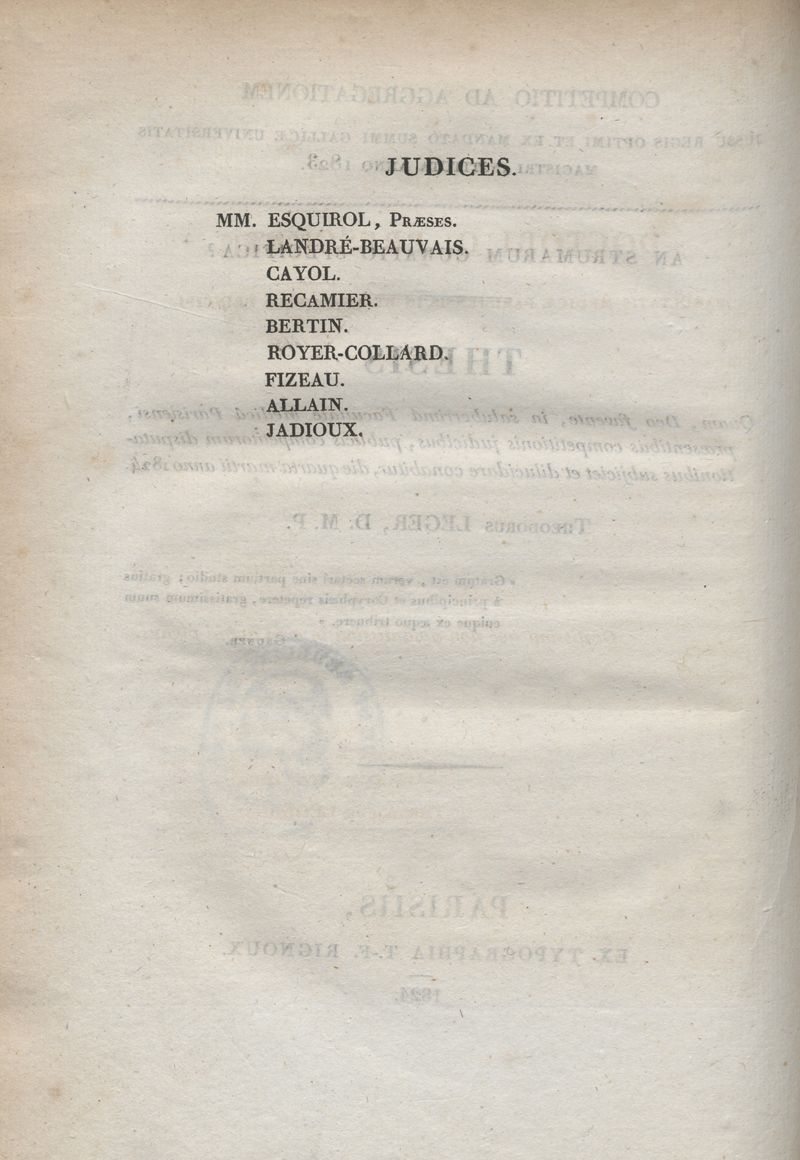 JUDICES.
MM. ESQUIROL, PRÆSES.
LANDRÉ-BEAUVAIS.
CAYOL.
RECAMIER.
BERTIN.
ROYER-COLLARD.
FIZEAU.
ALLAIN.
JADIOUX.